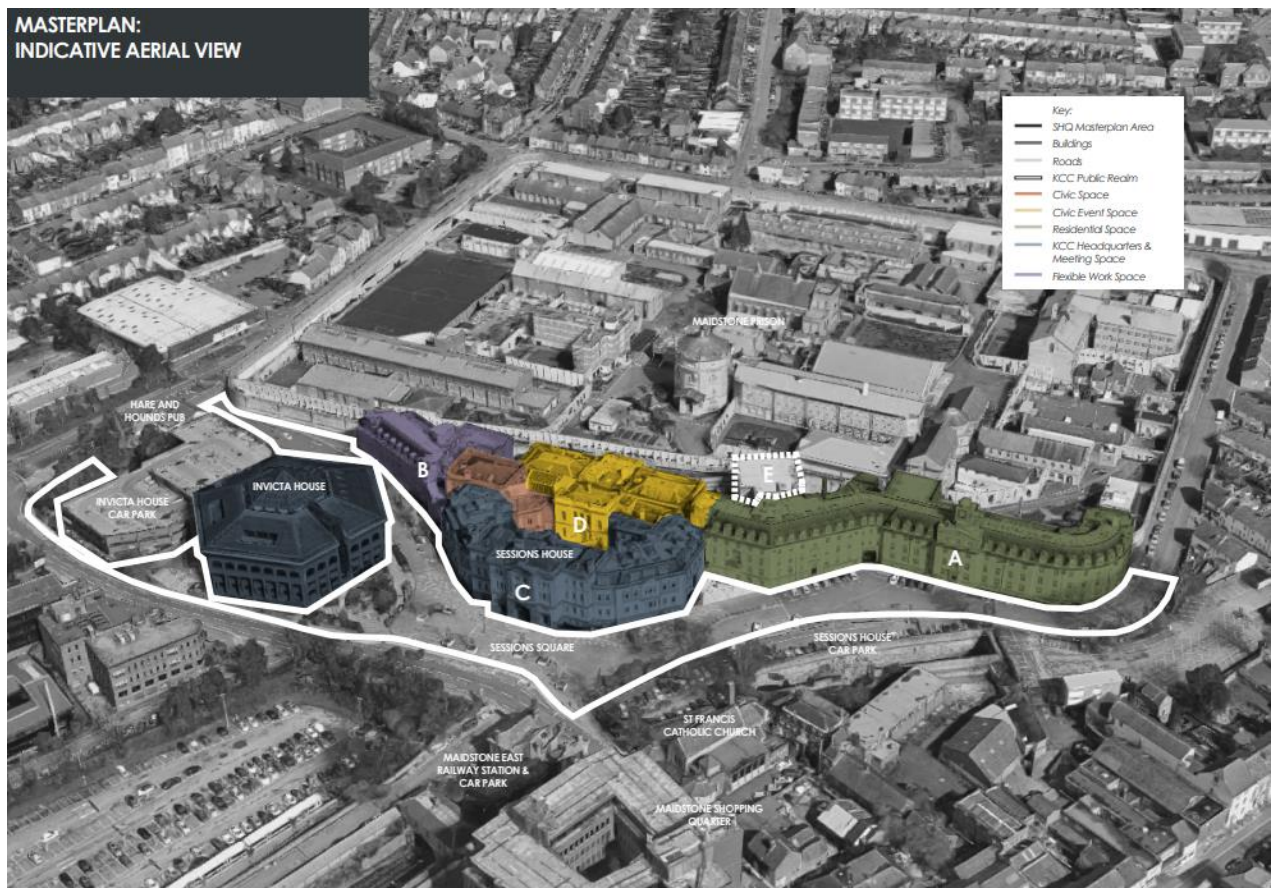 MASTERPLAN:
INDICATIVE AERIAL VIEW
Key:
SHQ Masterplan Area
Buildings
Roads
KCC Public Realm
Civic Space
Civic Event Space
Residential Space
KCC Headquarters &
Meeting Space
Flexible Work Space
MAIDSTONE PRISON
HARE AND
HOUNDS PUB
B
E
INVICTA HOUSE
INVICTA HOUSE
CAR PARK
D
SESSIONS HOUSE
A
C
SESSIONS SQUARE
SESSIONS HOUSE
CAR PARK
ST FRANCIS
CATHOLIC CHURCH
MAIDSTONE EAST
RAILWAY STATION &
CAR PARK
MAIDSTONE SHOPPING
QUARTER